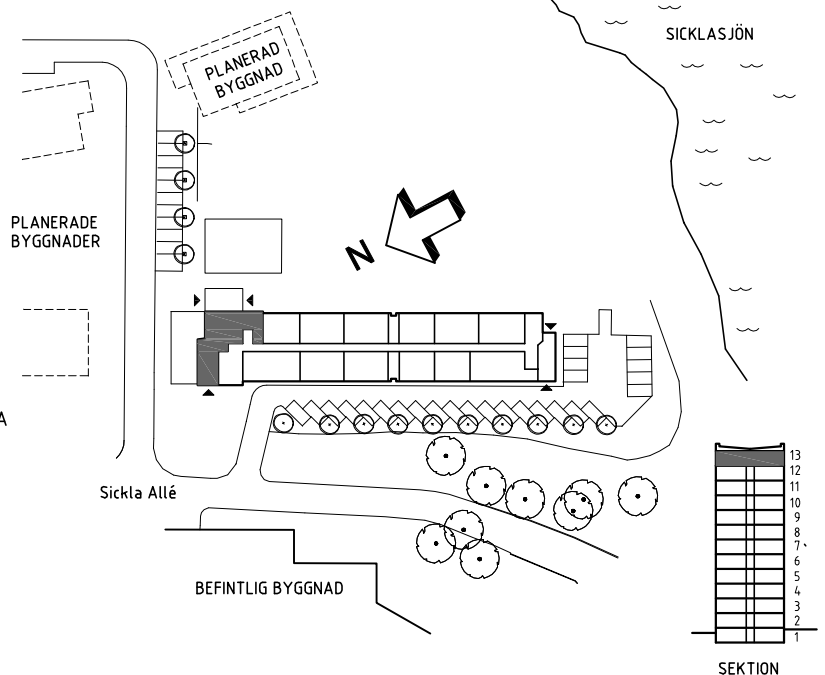 SICKLASJÖN
PLANERAD
BYGGNAD
PLANERADE
BYGGNADER
N
A
Sickla Allé
BEFINTLIG BYGGNAD
13
12
11
10
9
8
7
6
5
4
3
2
1
SEKTION